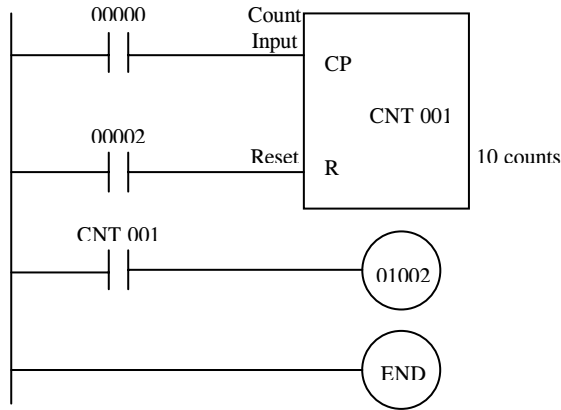 00000
Count
Input
CP
CNT 001
00002
Reset
R
10 counts
CNT 001
01002
END